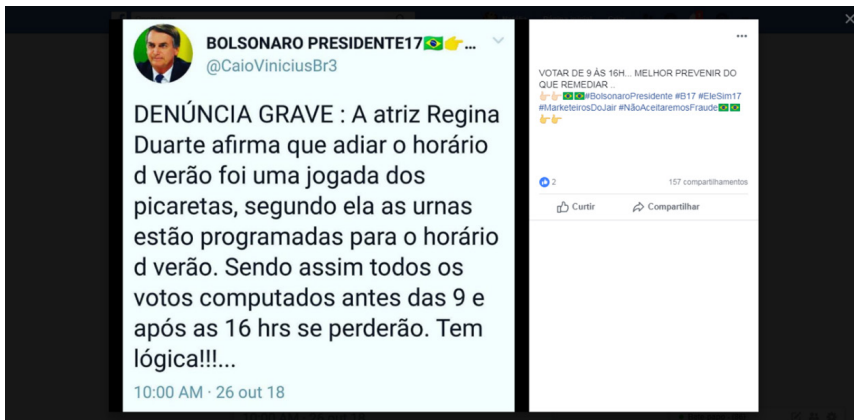 BOLSONARO PRESIDENTE17🇧🇷👉...
@CaioViniciusBr3
DENÚNCIA GRAVE : A atriz Regina
Duarte afirma que adiar o horário
d verão foi uma jogada dos
picaretas, segundo ela as urnas
estão programadas para o horário
d verão. Sendo assim todos os
votos computados antes das 9 e
após as 16 hrs se perderão. Tem
lógica!!!...
10:00 AM · 26 out 18
VOTAR DE 9 ÀS 16H... MELHOR PREVENIR DO
QUE REMEDIAR ..
👉🏻👉🏻🇧🇷🇧🇷#BolsonaroPresidente #B17 #EleSim17
#MarketeirosDoJair #NãoAceitaremosFraude🇧🇷🇧🇷
👉👉
2
157 compartilhamentos
Curtir
Compartilhar